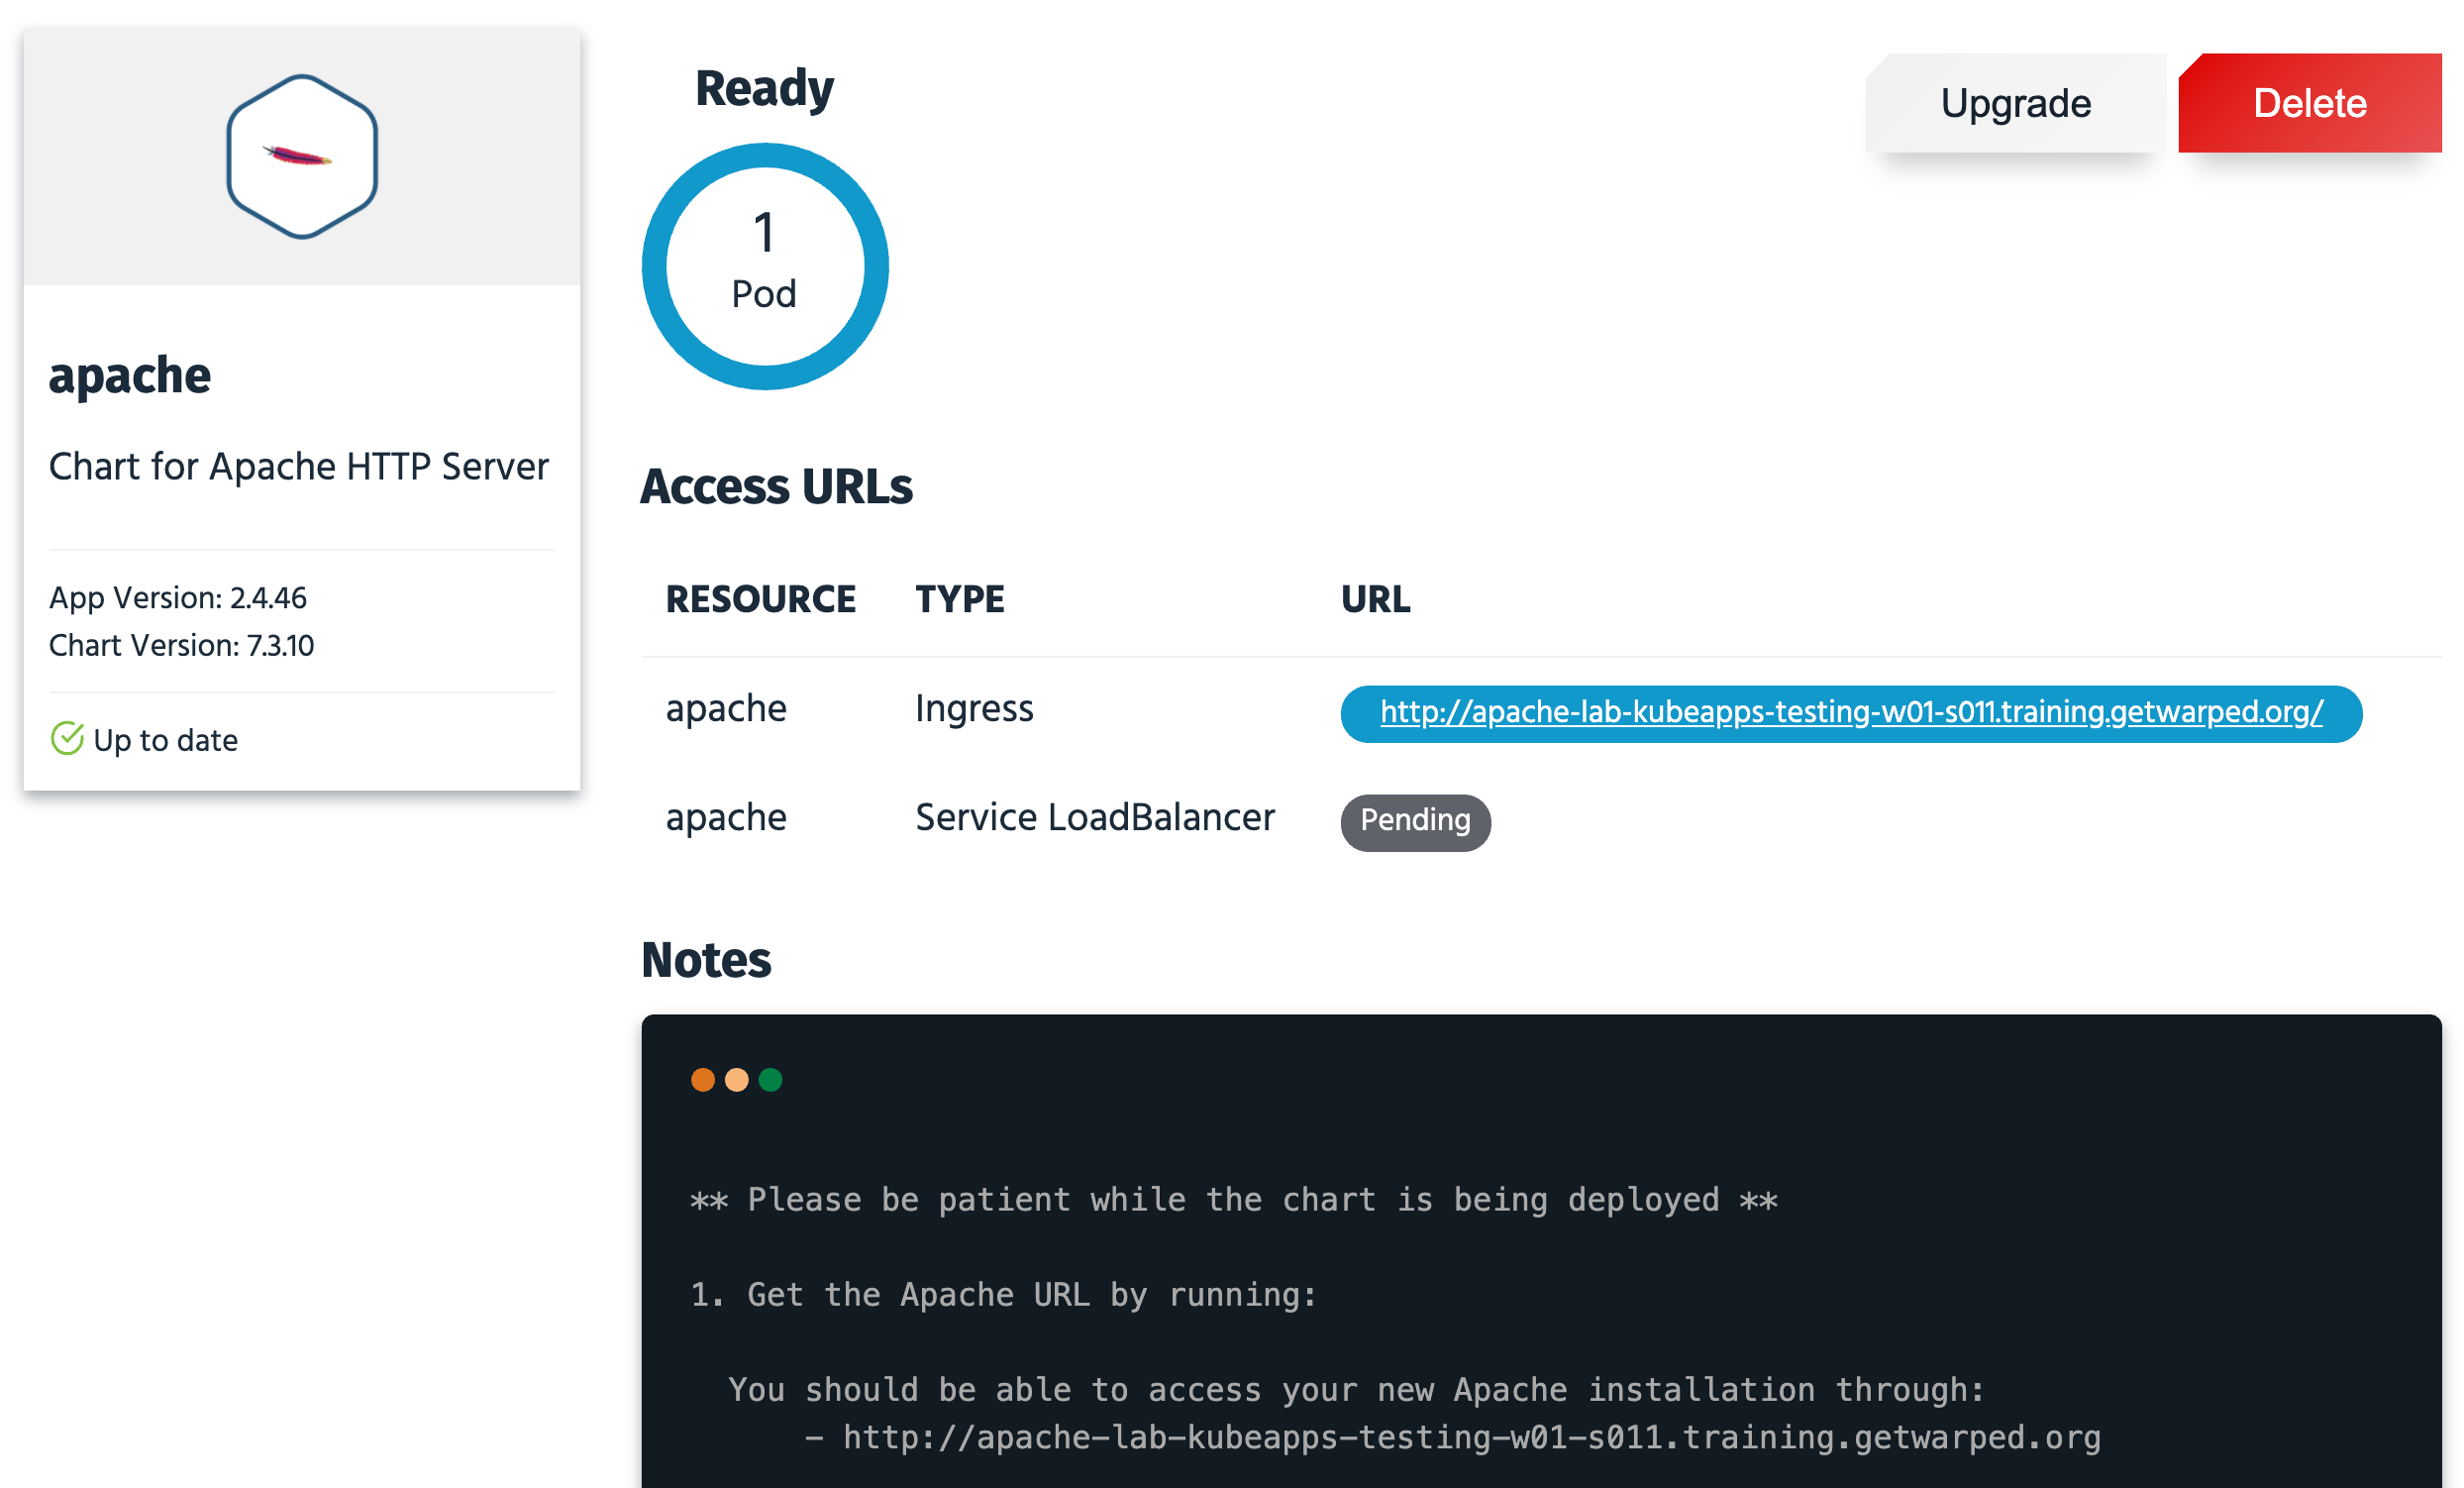 apache
Chart for Apache HTTP Server
App Version: 2.4.46
Chart Version: 7.3.10
Up to date
Ready
1
Pod
Upgrade
Delete
Access URLs
RESOURCE TYPE URL
apache Ingress http://apache-lab-kubeapps-testing-w01-s011.training.getwarped.org/
apache Service LoadBalancer Pending
Notes
** Please be patient while the chart is being deployed **
1. Get the Apache URL by running:
You should be able to access your new Apache installation through:
- http://apache-lab-kubeapps-testing-w01-s011.training.getwarped.org